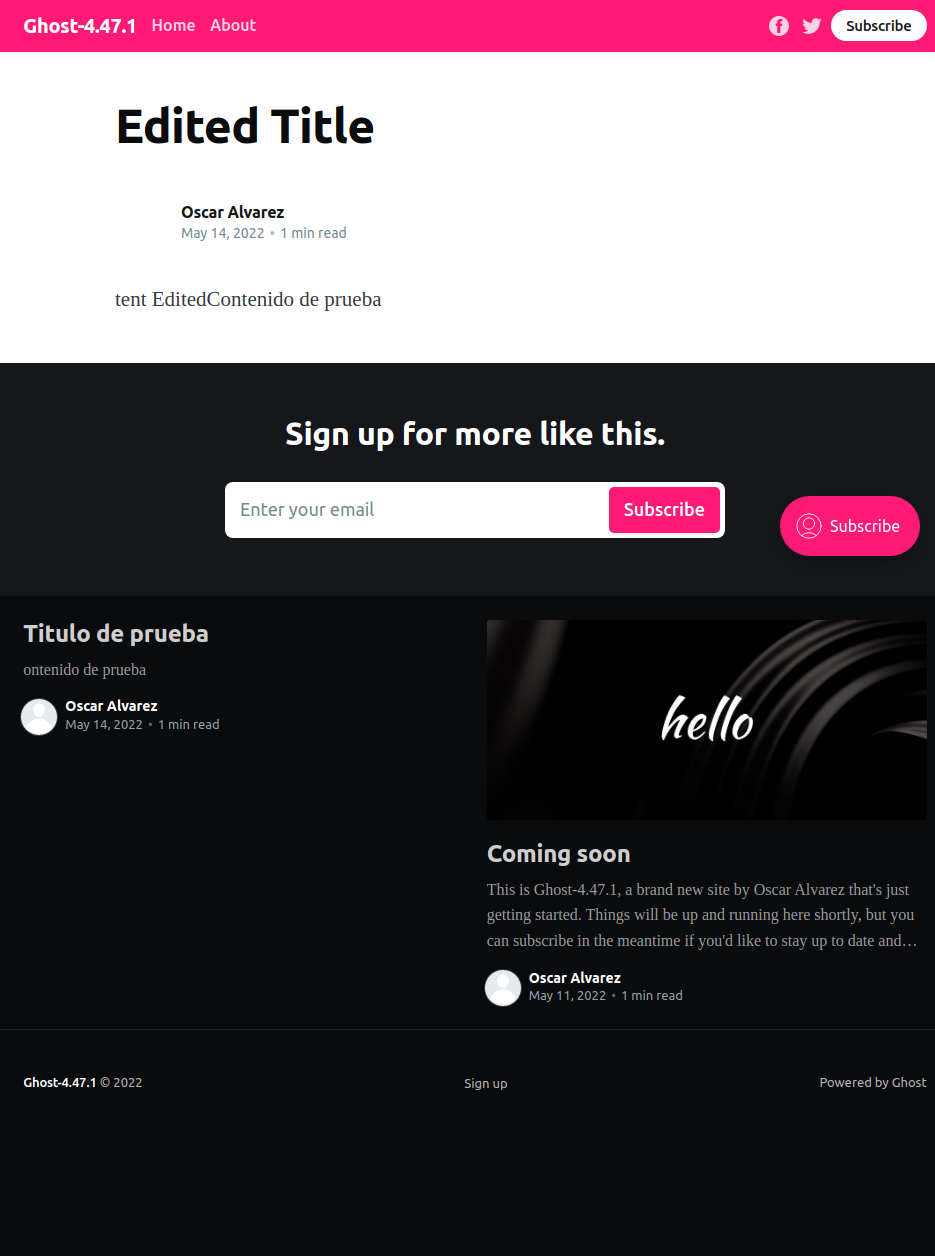 Ghost-4.47.1 Home About Subscribe
Edited Title
Oscar Alvarez
May 14, 2022 • 1 min read
tent EditedContenido de prueba
Sign up for more like this.
Enter your email Subscribe
Subscribe
Titulo de prueba
ontenido de prueba
Oscar Alvarez
May 14, 2022 • 1 min read
hello
Coming soon
This is Ghost-4.47.1, a brand new site by Oscar Alvarez that's just
getting started. Things will be up and running here shortly, but you
can subscribe in the meantime if you'd like to stay up to date and…
Oscar Alvarez
May 11, 2022 • 1 min read
Ghost-4.47.1 © 2022 Sign up Powered by Ghost